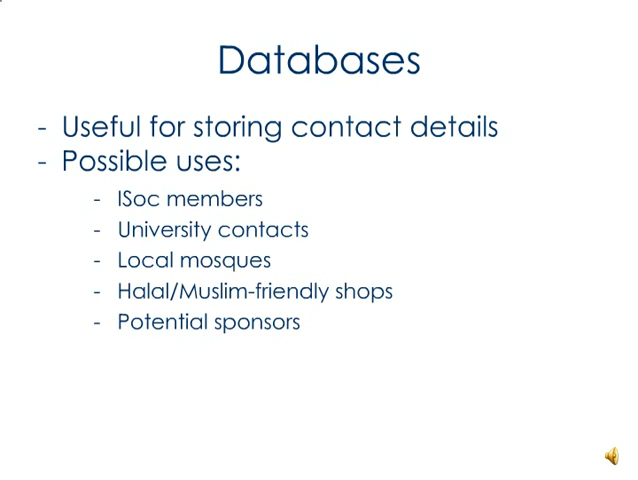 Databases
- Useful for storing contact details
- Possible uses:
- ISoc members
- University contacts
- Local mosques
- Halal/Muslim-friendly shops
- Potential sponsors